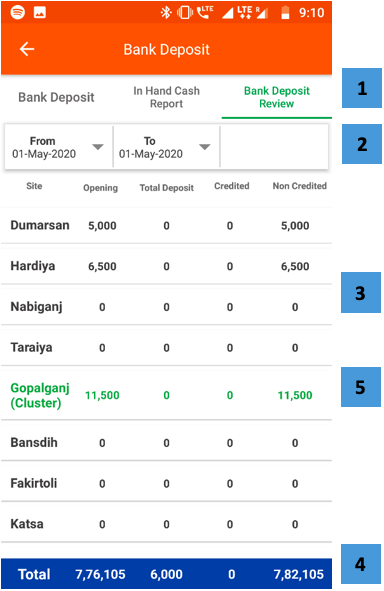 LTE LTE R 9:10
Bank Deposit
Bank Deposit In Hand Cash Report Bank Deposit Review 1
From To 2
01-May-2020 01-May-2020
Site Opening Total Deposit Credited Non Credited
Dumarsan 5,000 0 0 5,000
Hardiya 6,500 0 0 6,500
3
Nabiganj 0 0 0 0
Taraiya 0 0 0 0
Gopalganj (Cluster) 11,500 0 0 11,500 5
Bansdih 0 0 0 0
Fakirtoli 0 0 0 0
Katsa 0 0 0 0
Total 7,76,105 6,000 0 7,82,105 4